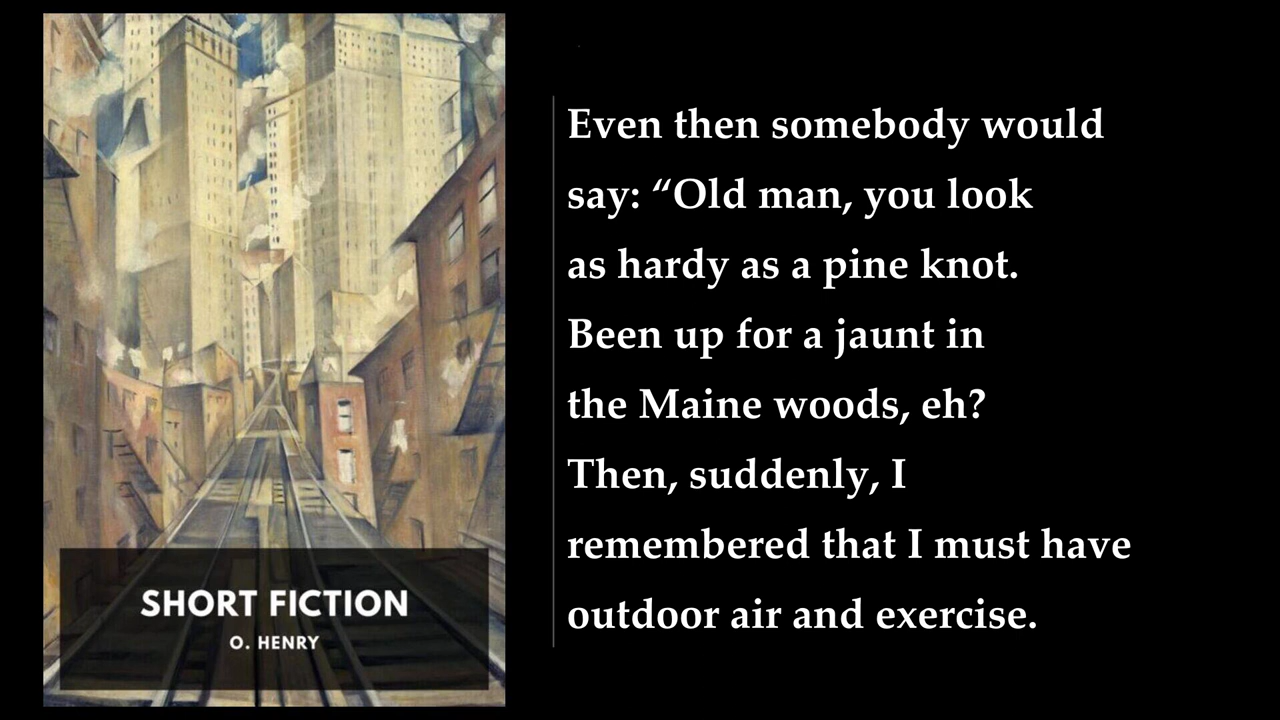 SHORT FICTION
O. HENRY
Even then somebody would
say: “Old man, you look
as hardy as a pine knot.
Been up for a jaunt in
the Maine woods, eh?
Then, suddenly, I
remembered that I must have
outdoor air and exercise.